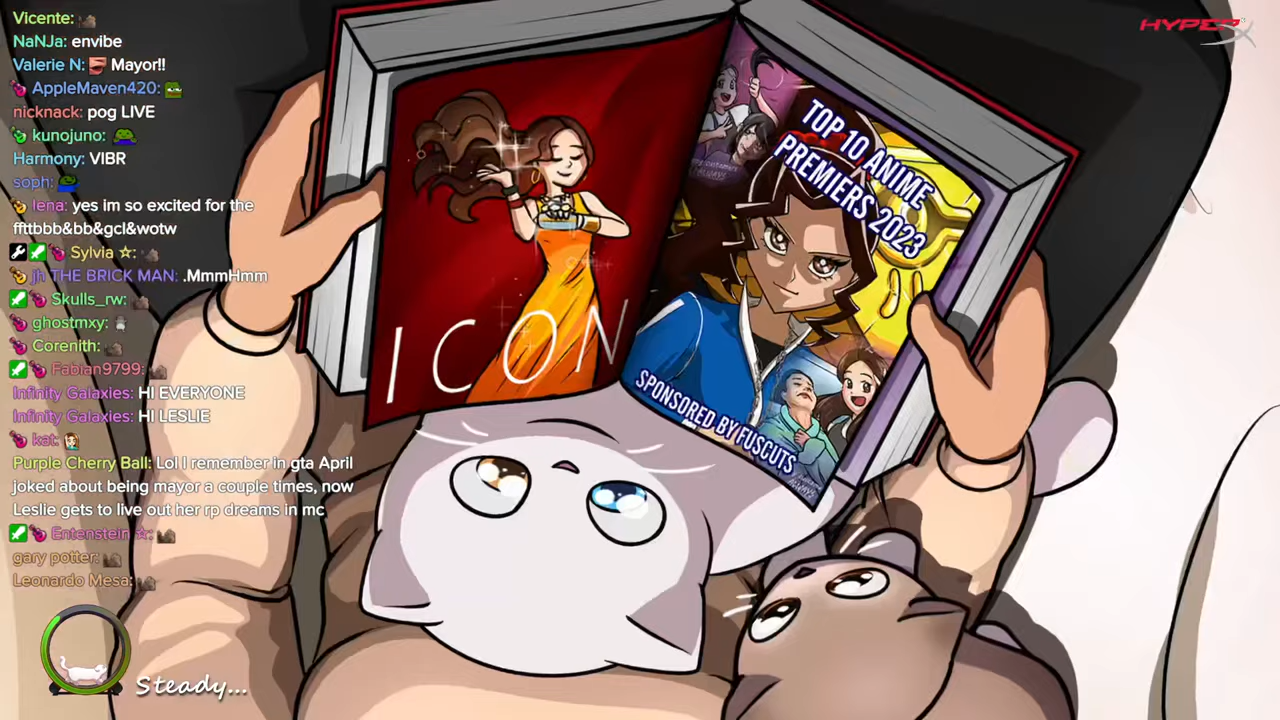 Vicente:
NaNJa: envibe
Valerie N: Mayor!!
AppleMaven420:
nicknack: pog LIVE
kunojuno:
Harmony: VIBR
soph:
lena: yes im so excited for the
ffttbbb&bb&gcl&wotw
Sylvia ☆:
jh THE BRICK MAN: .MmmHmm
Skulls_rw:
ghostmxy:
Corenith:
Fabian9799:
Infinity Galaxies: HI EVERYONE
Infinity Galaxies: HI LESLIE
kat:
Purple Cherry Ball: Lol I remember in gta April
joked about being mayor a couple times, now
Leslie gets to live out her rp dreams in mc
Entenstein ☆:
gary potter:
Leonardo Mesa:
Steady...
ICON
TOP 10 ANIME
PREMIERS 2023
SPONSORED BY FUSCUTS
ALWAYS
HYPERX